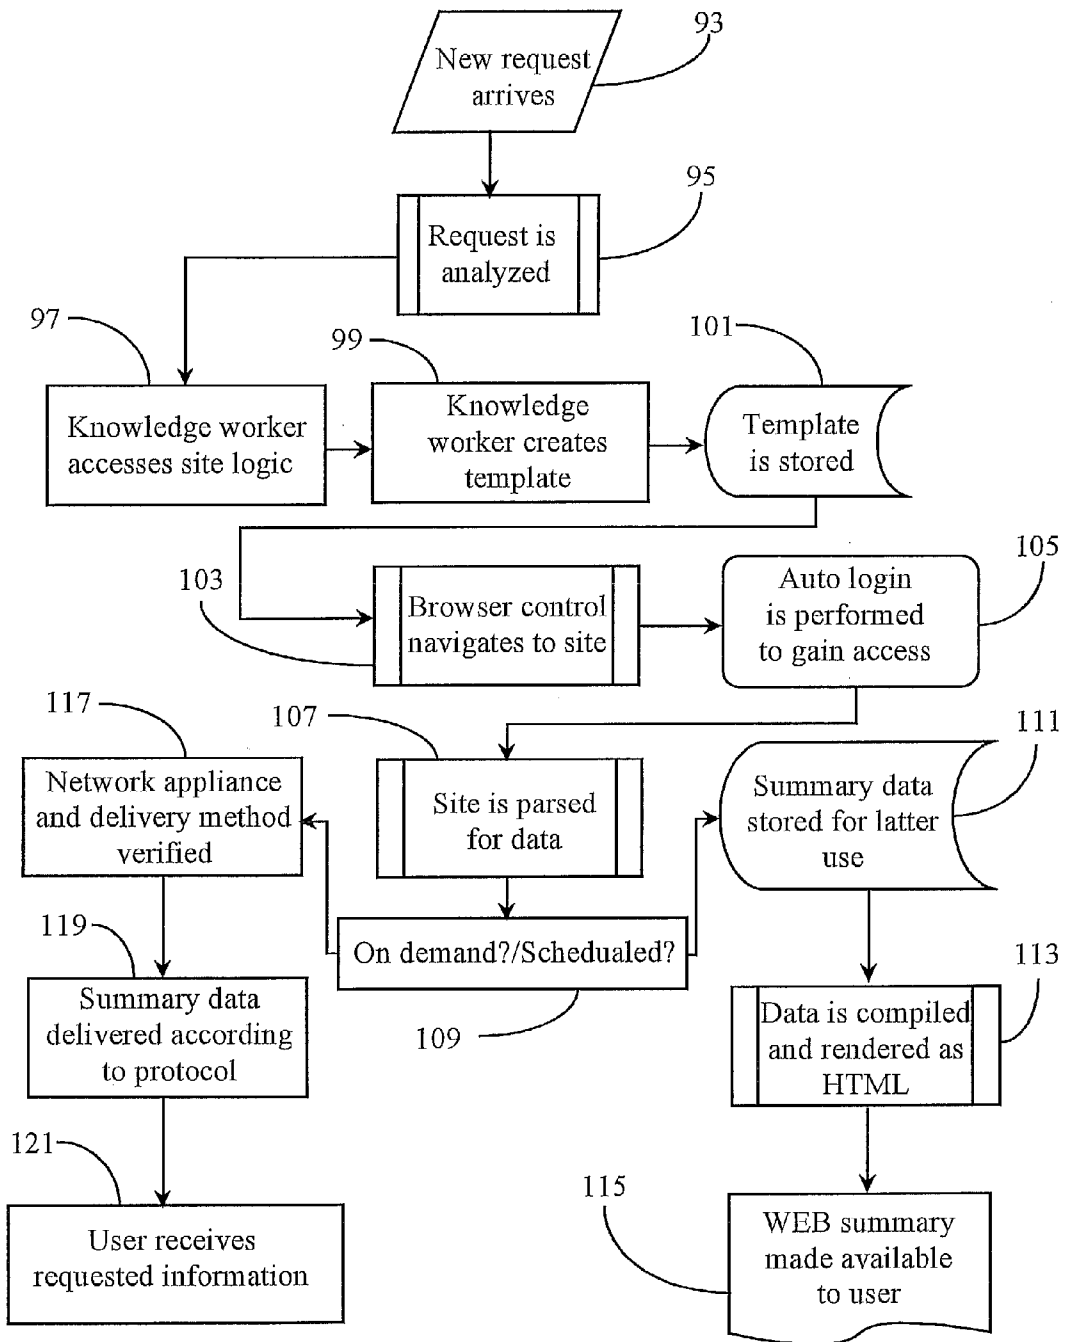 93
New request
arrives
95
Request is
analyzed
97
99
101
Knowledge worker
accesses site logic
Knowledge
worker creates
template
Template
is stored
103
105
Browser control
navigates to site
Auto login
is performed
to gain access
117
107
111
Network appliance
and delivery method
verified
Site is parsed
for data
Summary data
stored for latter
use
119
On demand?/Schedualed?
109
113
Summary data
delivered according
to protocol
Data is compiled
and rendered as
HTML
121
115
User receives
requested information
WEB summary
made available
to user